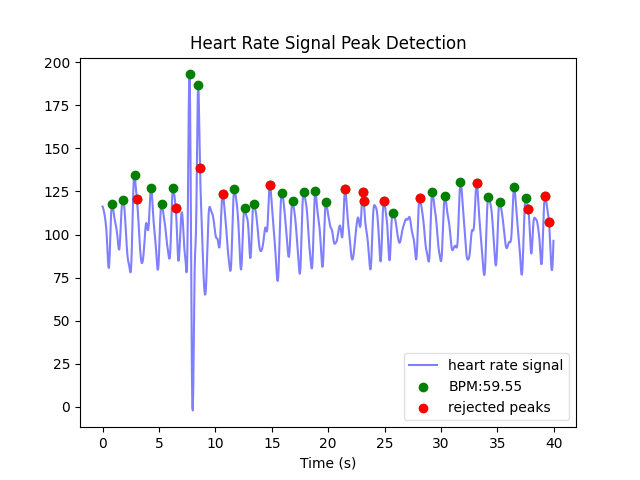 Heart Rate Signal Peak Detection
200
175
150
125
100
75
50
25
0
heart rate signal
BPM:59.55
rejected peaks
0 5 10 15 20 25 30 35 40
Time (s)